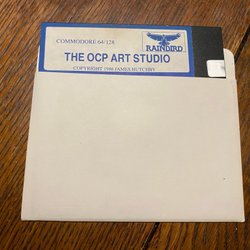 COMMODORE 64/128
RAINBIRD
THE OCP ART STUDIO
COPYRIGHT 1986 JAMES HUTCHBY